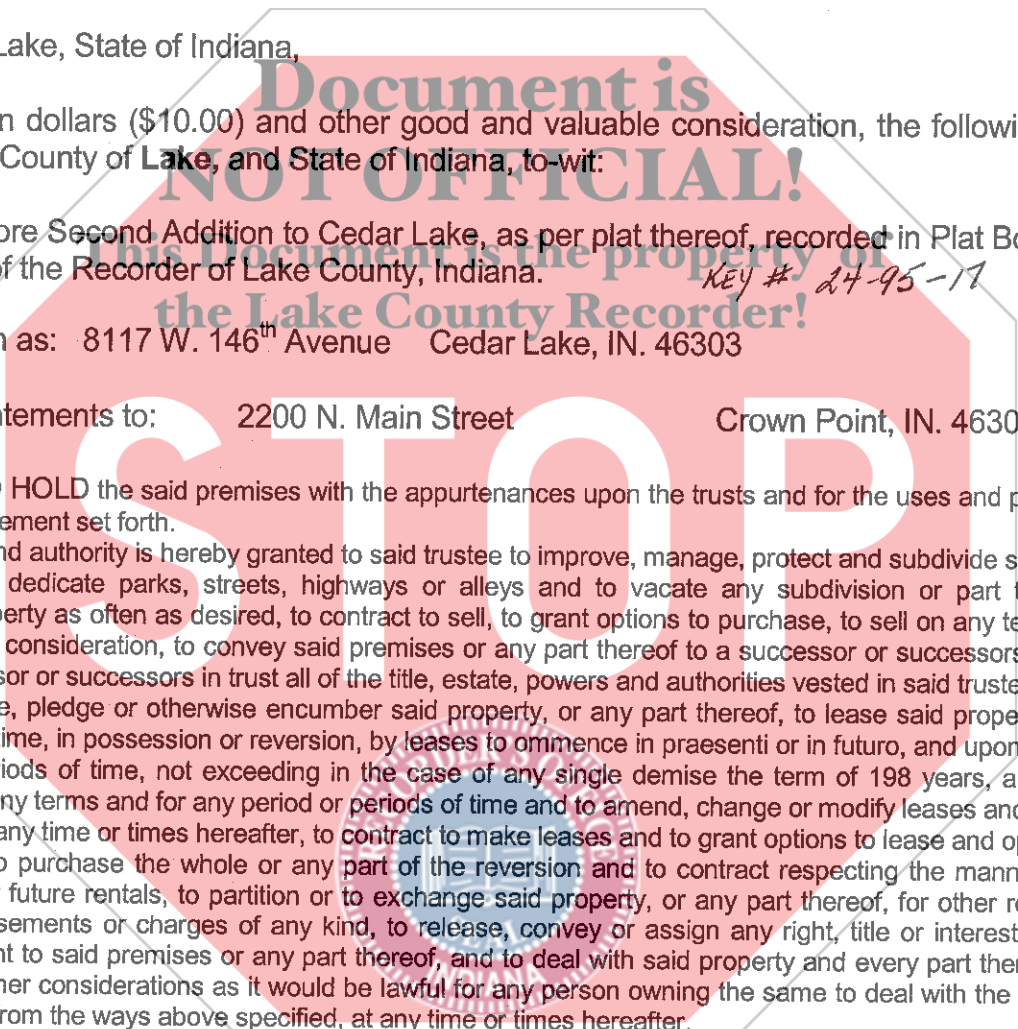 Lake, State of Indiana,
Document is
n dollars ($10.00) and other good and valuable consideration, the followi
County of Lake, and State of Indiana, to-wit:
NOT OFFICIAL!
ore Second Addition to Cedar Lake, as per plat thereof, recorded in Plat Bo
This Document is the property of
of the Recorder of Lake County, Indiana.
KEY # 24-95-17
the Lake County Recorder!
n as: 8117 W. 146th Avenue Cedar Lake, IN. 46303
tements to: 2200 N. Main Street Crown Point, IN. 4630
STOP
HOLD the said premises with the appurtenances upon the trusts and for the uses and p
ement set forth.
nd authority is hereby granted to said trustee to improve, manage, protect and subdivide s
dedicate parks, streets, highways or alleys and to vacate any subdivision or part t
perty as often as desired, to contract to sell, to grant options to purchase, to sell on any te
consideration, to convey said premises or any part thereof to a successor or successors
sor or successors in trust all of the title, estate, powers and authorities vested in said truste
e, pledge or otherwise encumber said property, or any part thereof, to lease said prope
time, in possession or reversion, by leases to ommence in praesenti or in futuro, and upon
iods of time, not exceeding in the case of any single demise the term of 198 years, a
ny terms and for any period or periods of time and to amend, change or modify leases and
any time or times hereafter, to contract to make leases and to grant options to lease and o
o purchase the whole or any part of the reversion and to contract respecting the mann
future rentals, to partition or to exchange said property, or any part thereof, for other r
sements or charges of any kind, to release, convey or assign any right, title or interest
nt to said premises or any part thereof, and to deal with said property and every part ther
her considerations as it would be lawful for any person owning the same to deal with the
from the ways above specified, at any time or times hereafter.
RECORDER'S OFFICE
SEAL
INDIANA